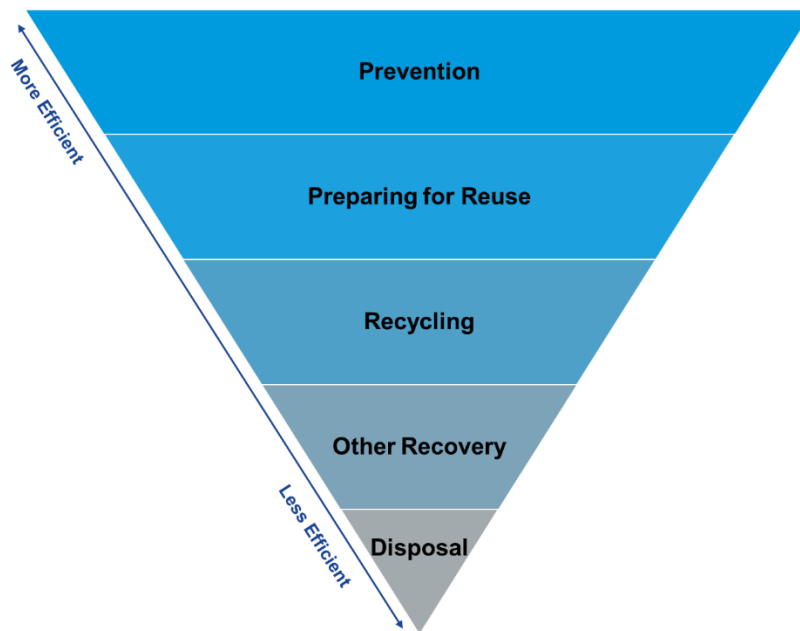 Prevention
More Efficient
Preparing for Reuse
Recycling
Other Recovery
Less Efficient
Disposal